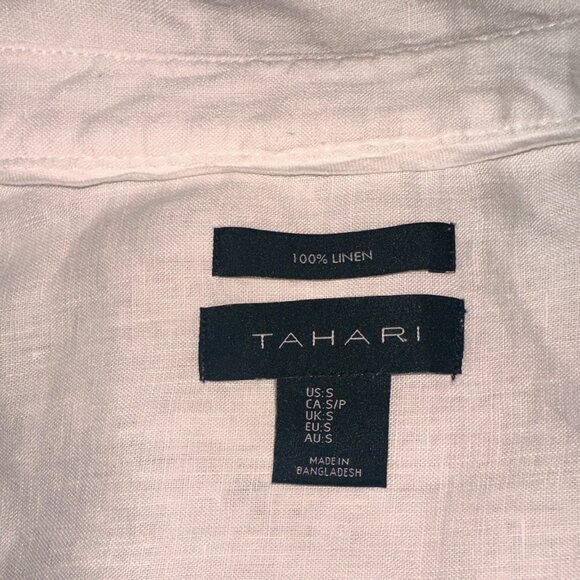 100% LINEN
TAHARI
US:S
CA:S/P
UK:S
EU:S
AU:S
MADE IN
BANGLADESH